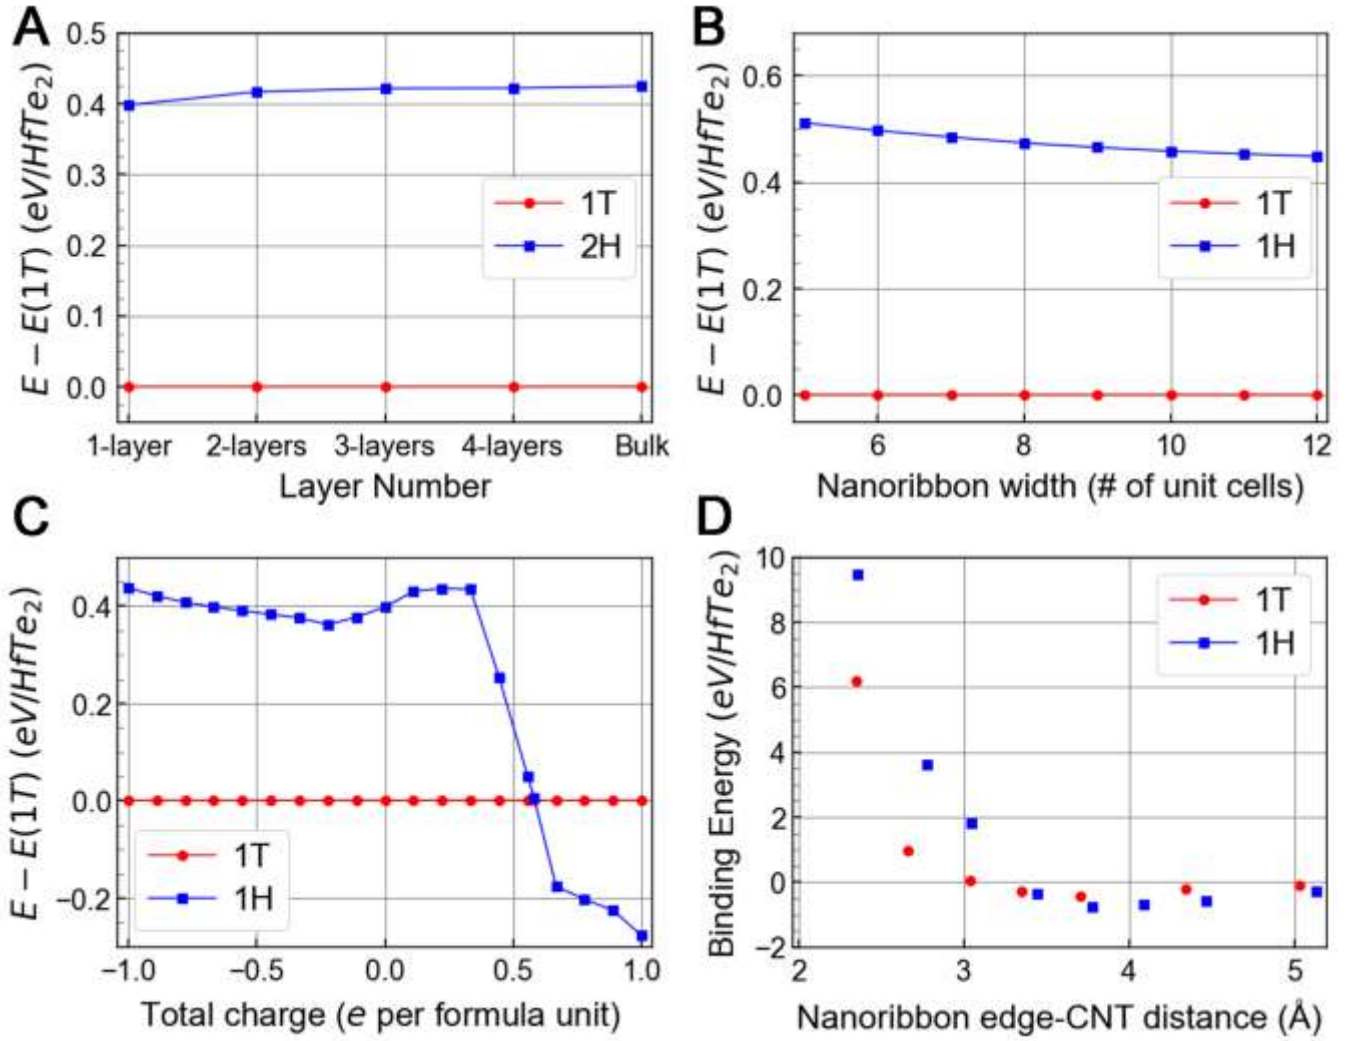 A
E − E(1T) (eV/HfTe₂)
0.5
0.4
0.3
0.2
0.1
0.0
1T
2H
1-layer 2-layers 3-layers 4-layers Bulk
Layer Number
B
E − E(1T) (eV/HfTe₂)
0.6
0.4
0.2
0.0
1T
1H
6 8 10 12
Nanoribbon width (# of unit cells)
C
E − E(1T) (eV/HfTe₂)
0.4
0.2
0.0
−0.2
1T
1H
−1.0 −0.5 0.0 0.5 1.0
Total charge (e per formula unit)
D
Binding Energy (eV/HfTe₂)
10
8
6
4
2
0
−2
1T
1H
2 3 4 5
Nanoribbon edge-CNT distance (Å)